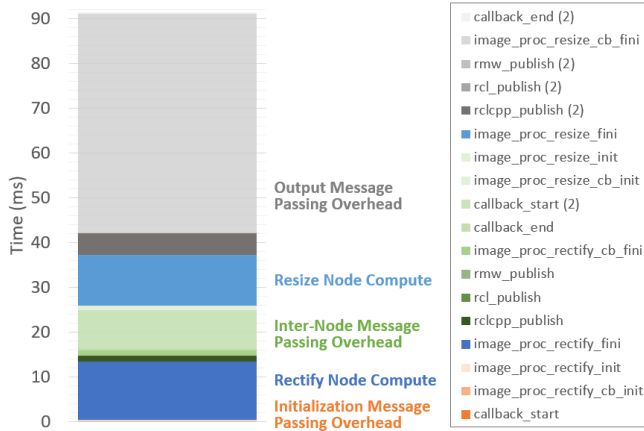 90
80
70
60
50
40
30
20
10
0
Time (ms)
Output Message
Passing Overhead
Resize Node Compute
Inter-Node Message
Passing Overhead
Rectify Node Compute
Initialization Message
Passing Overhead
callback_end (2)
image_proc_resize_cb_fini
rmw_publish (2)
rcl_publish (2)
rclcpp_publish (2)
image_proc_resize_fini
image_proc_resize_init
image_proc_resize_cb_init
callback_start (2)
callback_end
image_proc_rectify_cb_fini
rmw_publish
rcl_publish
rclcpp_publish
image_proc_rectify_fini
image_proc_rectify_init
image_proc_rectify_cb_init
callback_start